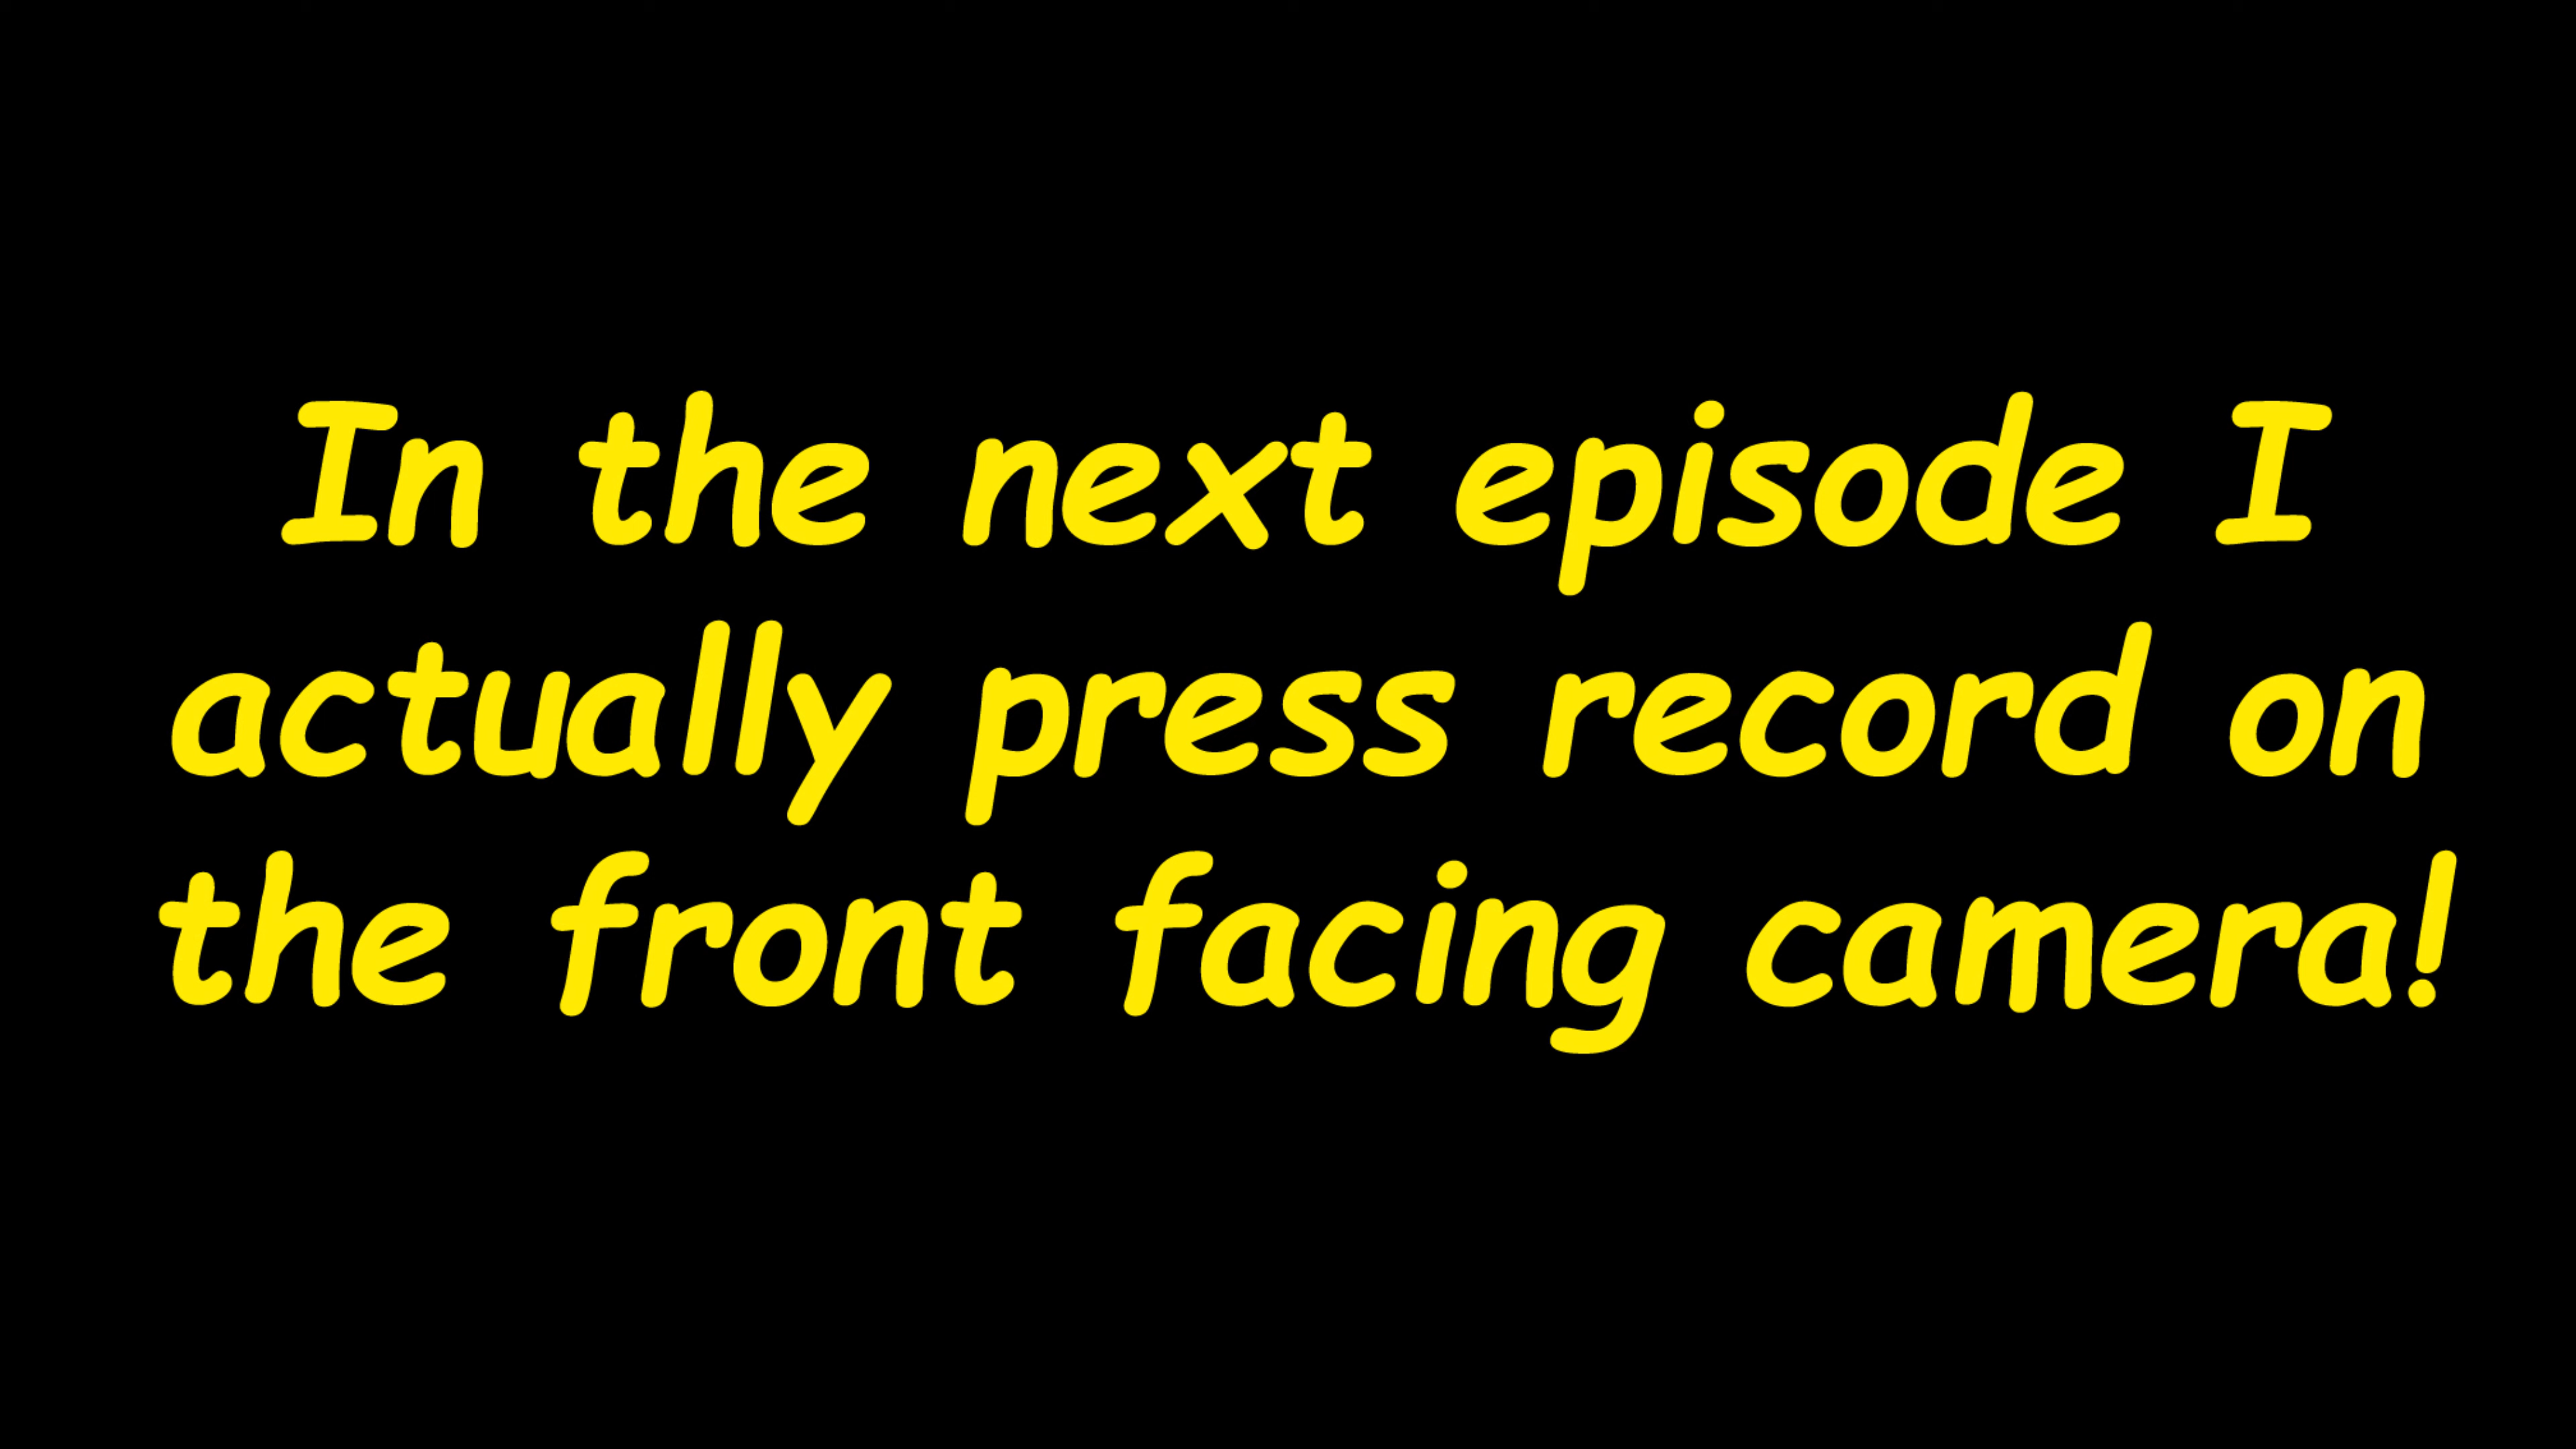 In the next episode I
actually press record on
the front facing camera!